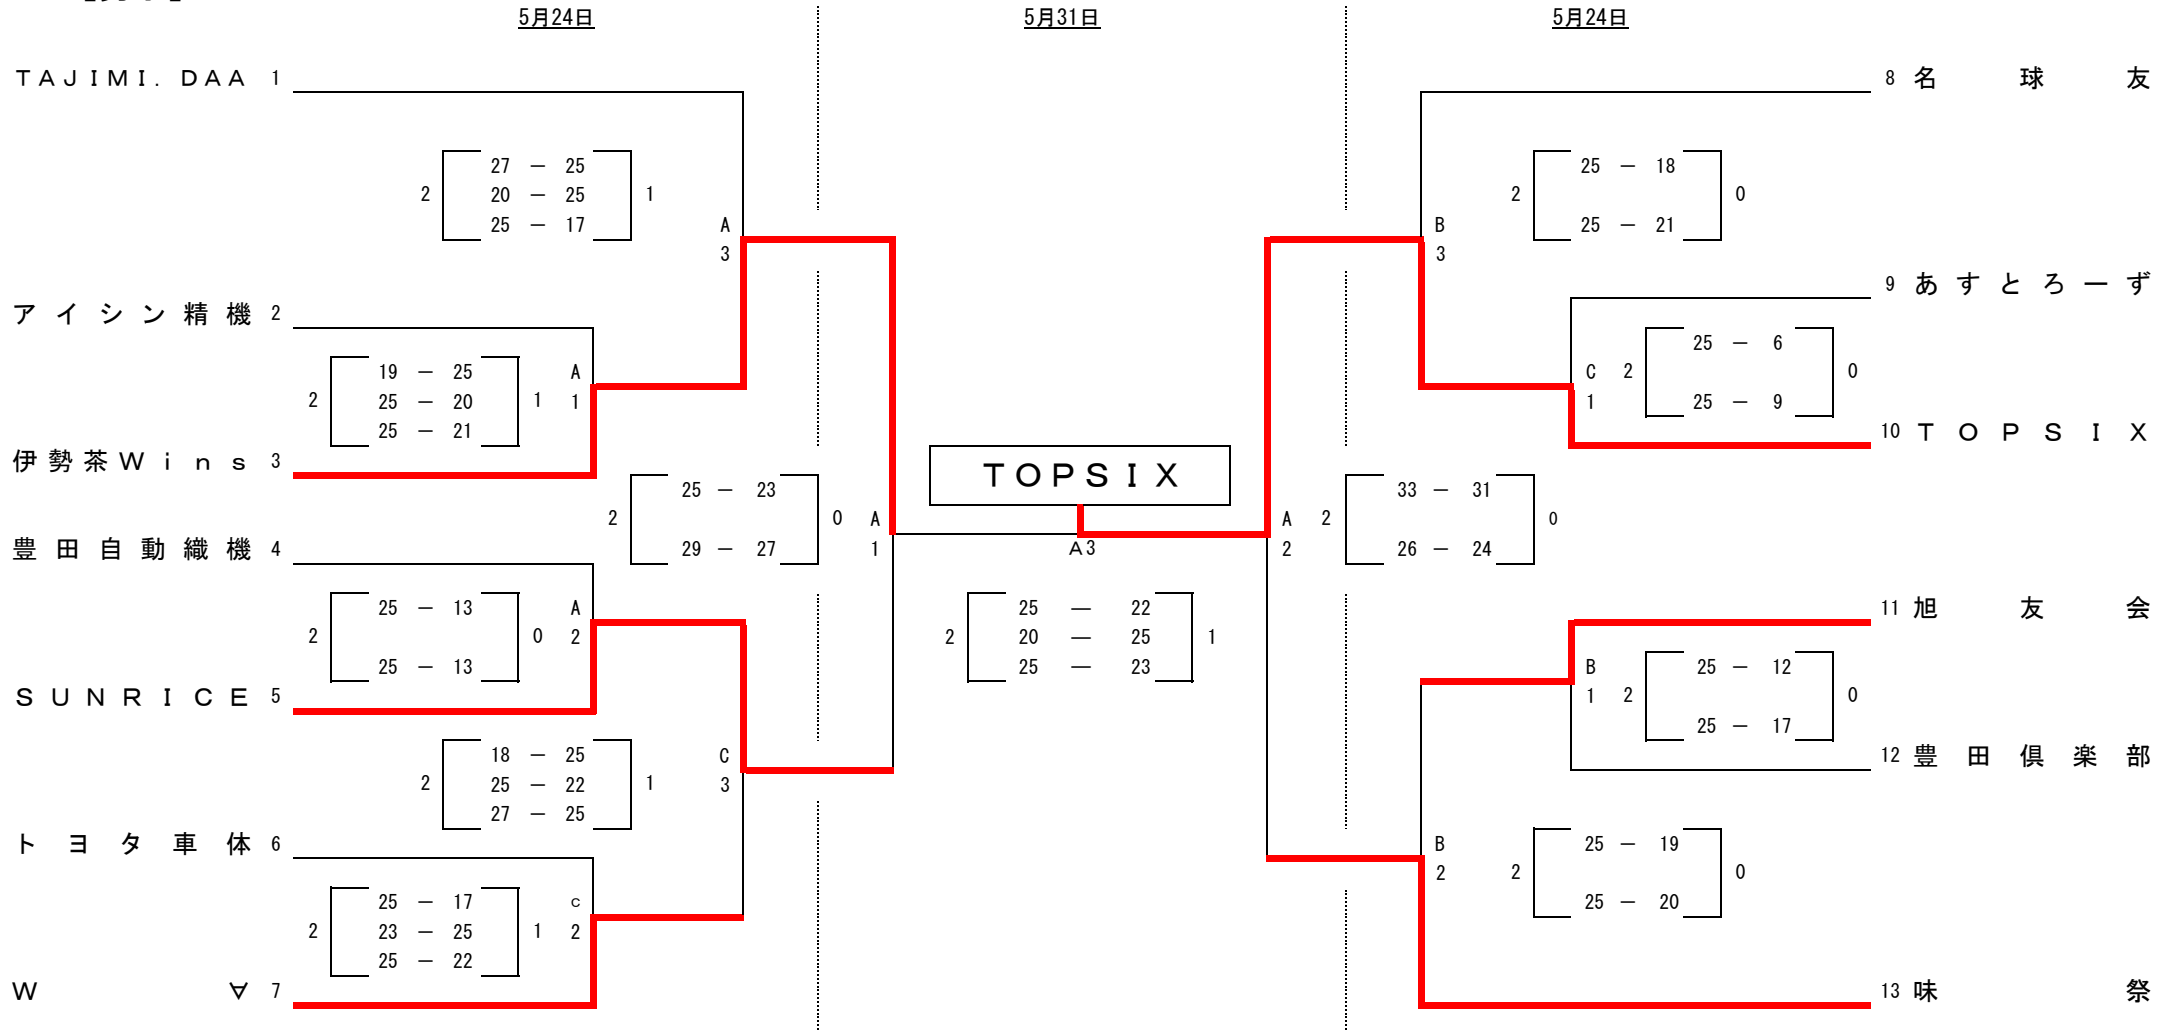 5月24日 5月31日 5月24日
TAJIMI. DAA 1
27 － 25
2 20 － 25 1
25 － 17
A
3
アイシン精機 2
19 － 25
2 25 － 20 1
25 － 21
A
1
伊勢茶Wins 3
豊田自動織機 4
25 － 13
2 0
25 － 13
A
2
SUNRICE 5
18 － 25
2 25 － 22 1
27 － 25
C
3
トヨタ車体 6
25 － 17
2 23 － 25 1
25 － 22
c
2
W ∀ 7
25 － 23
2 0
29 － 27
A
1
TOPSIX
A3
25 － 22
2 20 － 25 1
25 － 23
A
2
33 － 31
2 0
26 － 24
8 名球友
25 － 18
2 0
25 － 21
B
3
9 あすとろーず
25 － 6
2 0
25 － 9
C
1
10 TOPSIX
11 旭友会
25 － 12
2 0
25 － 17
B
1
12 豊田倶楽部
25 － 19
2 0
25 － 20
B
2
13 味祭